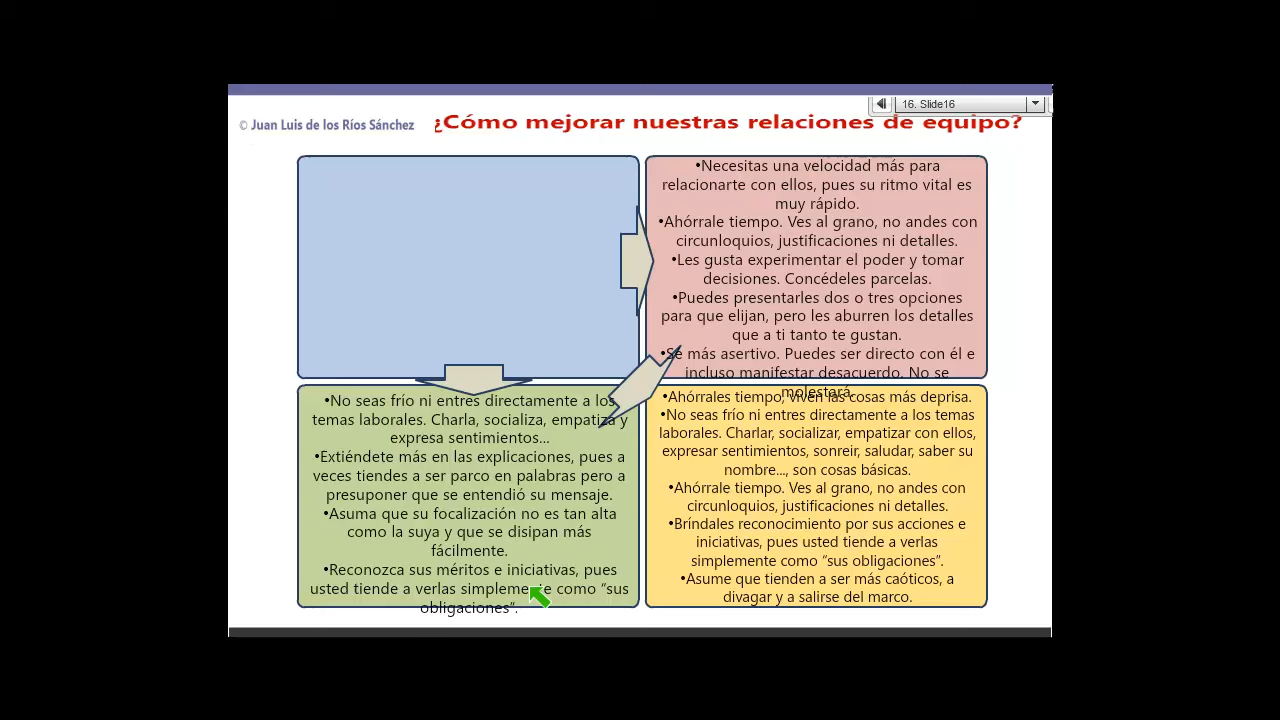 16. Slide16
© Juan Luis de los Ríos Sánchez
¿Cómo mejorar nuestras relaciones de equipo?
•Necesitas una velocidad más para
relacionarte con ellos, pues su ritmo vital es
muy rápido.
•Ahórrale tiempo. Ves al grano, no andes con
circunloquios, justificaciones ni detalles.
•Les gusta experimentar el poder y tomar
decisiones. Concédeles parcelas.
•Puedes presentarles dos o tres opciones
para que elijan, pero les aburren los detalles
que a ti tanto te gustan.
•Sé más asertivo. Puedes ser directo con él e
incluso manifestar desacuerdo. No se
molestará.
•No seas frío ni entres directamente a los
temas laborales. Charla, socializa, empatiza y
expresa sentimientos...
•Extiéndete más en las explicaciones, pues a
veces tiendes a ser parco en palabras pero a
presuponer que se entendió su mensaje.
•Asuma que su focalización no es tan alta
como la suya y que se disipan más
fácilmente.
•Reconozca sus méritos e iniciativas, pues
usted tiende a verlas simplemente como “sus
obligaciones”.
•Ahórrales tiempo, viven las cosas más deprisa.
•No seas frío ni entres directamente a los temas
laborales. Charlar, socializar, empatizar con ellos,
expresar sentimientos, sonreir, saludar, saber su
nombre..., son cosas básicas.
•Ahórrale tiempo. Ves al grano, no andes con
circunloquios, justificaciones ni detalles.
•Bríndales reconocimiento por sus acciones e
iniciativas, pues usted tiende a verlas
simplemente como “sus obligaciones”.
•Asume que tienden a ser más caóticos, a
divagar y a salirse del marco.